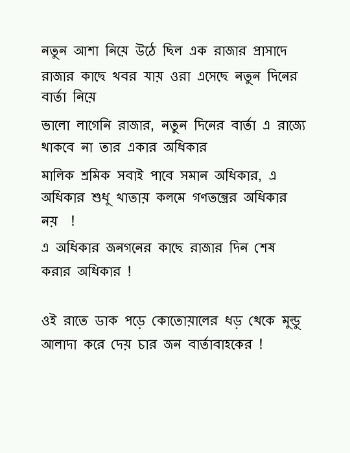 নতুন আশা নিয়ে উঠে ছিল এক রাজার প্রাসাদে
রাজার কাছে খবর যায় ওরা এসেছে নতুন দিনের
বার্তা নিয়ে
ভালো লাগেনি রাজার, নতুন দিনের বার্তা এ রাজ্যে
থাকবে না তার একার অধিকার
মালিক শ্রমিক সবাই পাবে সমান অধিকার, এ
অধিকার শুধু খাতায় কলমে গণতন্ত্রের অধিকার
নয় !
এ অধিকার জনগনের কাছে রাজার দিন শেষ
করার অধিকার !
ওই রাতে ডাক পড়ে কোতোয়ালের ধড় থেকে মুন্ডু
আলাদা করে দেয় চার জন বার্তাবাহকের !